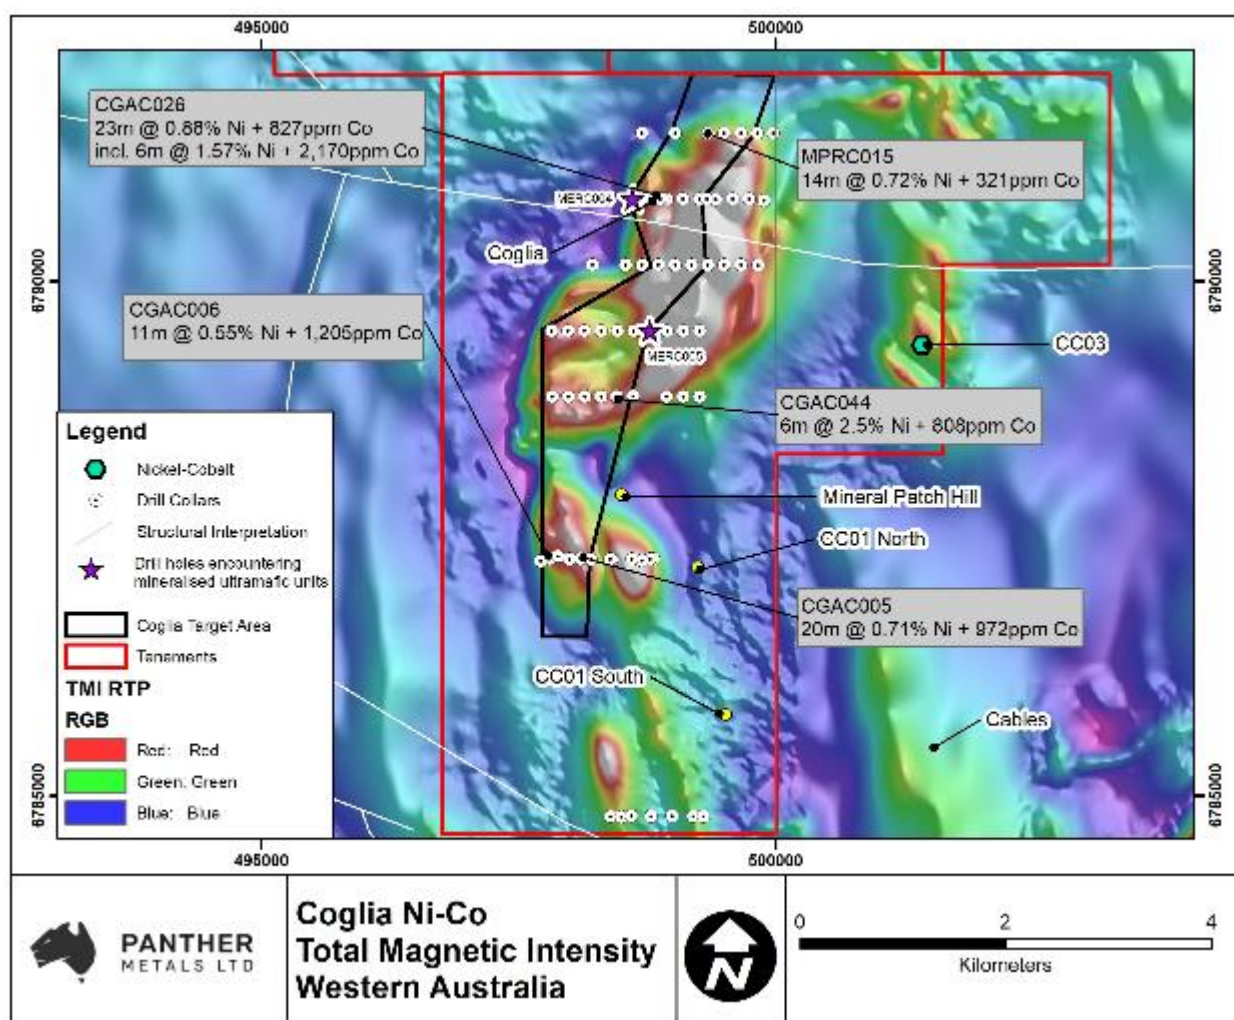 495000
500000
CGAC026
23m @ 0.88% Ni + 827ppm Co
incl. 6m @ 1.57% Ni + 2,170ppm Co
MPRC015
14m @ 0.72% Ni + 321ppm Co
MERC004
Coglia
6790000
6790000
CGAC006
11m @ 0.55% Ni + 1,205ppm Co
MERC005
CC03
CGAC044
6m @ 2.5% Ni + 808ppm Co
Legend
Nickel-Cobalt
Drill Collars
Structural Interpretation
Drill holes encountering
mineralised ultramafic units
Coglia Target Area
Tenements
TMI RTP
RGB
Red: Red
Green: Green
Blue: Blue
Mineral Patch Hill
CC01 North
CGAC005
20m @ 0.71% Ni + 972ppm Co
CC01 South
Cables
6785000
6785000
495000
500000
PANTHER
METALS LTD
Coglia Ni-Co
Total Magnetic Intensity
Western Australia
N
0 2 4
Kilometers